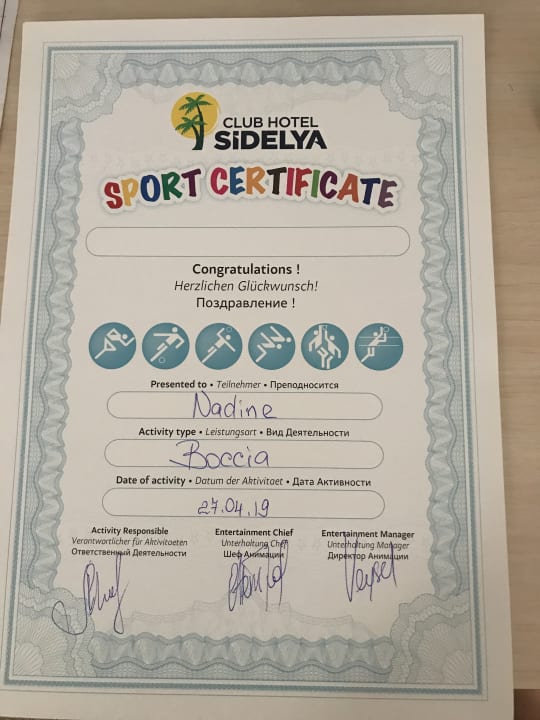 CLUB HOTEL
SiDELYA
SPORT CERTIFICATE
Congratulations !
Herzlichen Glückwunsch!
Поздравление !
Presented to • Teilnehmer • Преподносится
Nadine
Activity type • Leistungsart • Вид Деятельности
Boccia
Date of activity • Datum der Aktivitaet • Дата Активности
27.04.19
Activity Responsible
Verantwortlicher für Aktivitaeten
Ответственный Деятельности
Entertainment Chief
Unterhaltung Chef
Шеф Анимации
Entertainment Manager
Unterhaltung Manager
Директор Анимации
Veysel